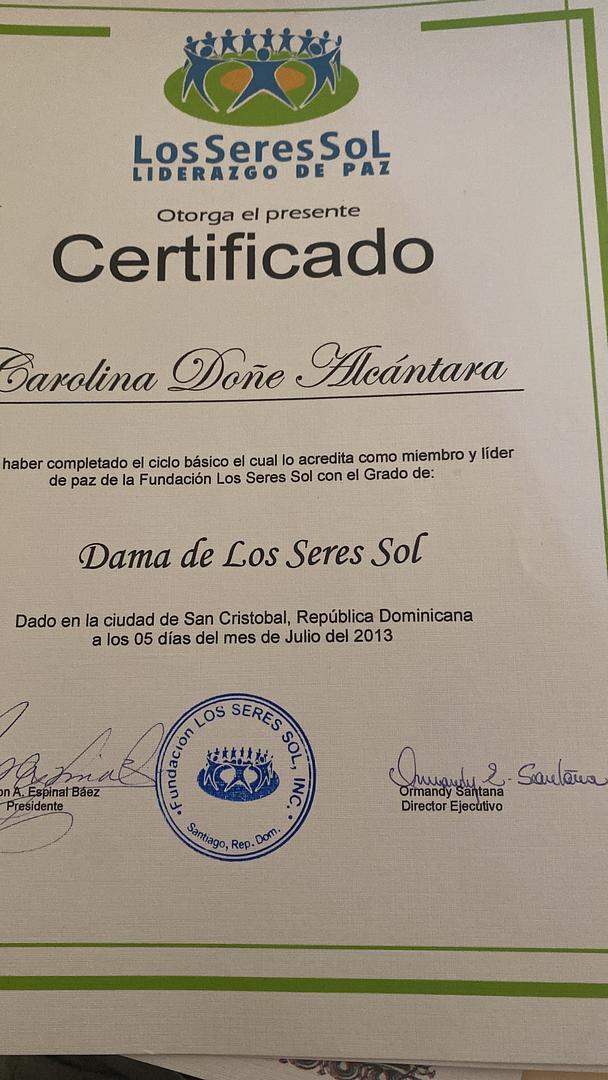 LosSeresSoL
LIDERAZGO DE PAZ
Otorga el presente
Certificado
Carolina Doñe Alcántara
haber completado el ciclo básico el cual lo acredita como miembro y líder
de paz de la Fundación Los Seres Sol con el Grado de:
Dama de Los Seres Sol
Dado en la ciudad de San Cristobal, República Dominicana
a los 05 días del mes de Julio del 2013
on A. Espinal Báez
Presidente
Fundación LOS SERES SOL, INC.
Santiago, Rep. Dom.
Ormandy E. Santana
Ormandy Santana
Director Ejecutivo